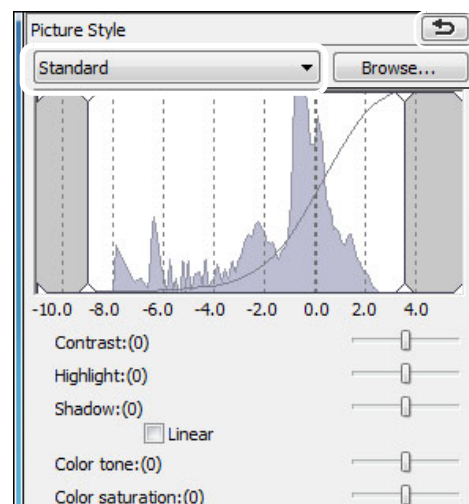 Picture Style
Standard Browse...
-10.0 -8.0 -6.0 -4.0 -2.0 0.0 2.0 4.0
Contrast:(0)
Highlight:(0)
Shadow:(0)
Linear
Color tone:(0)
Color saturation:(0)